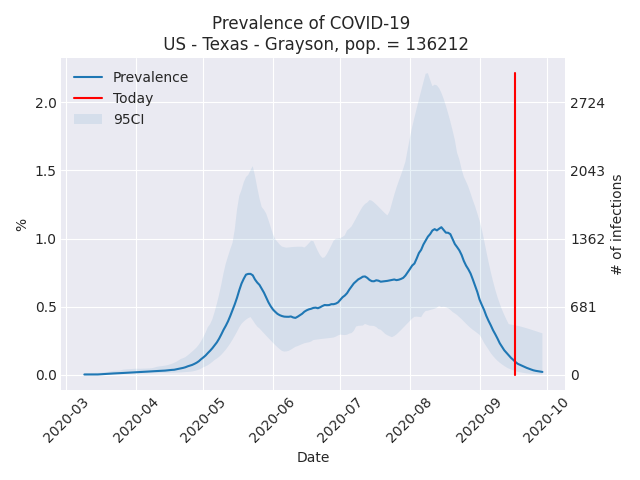 Prevalence of COVID-19
US - Texas - Grayson, pop. = 136212
Prevalence
Today
95CI
2.0
1.5
1.0
0.5
0.0
%
2724
2043
1362
681
0
# of infections
2020-03
2020-04
2020-05
2020-06
2020-07
2020-08
2020-09
2020-10
Date